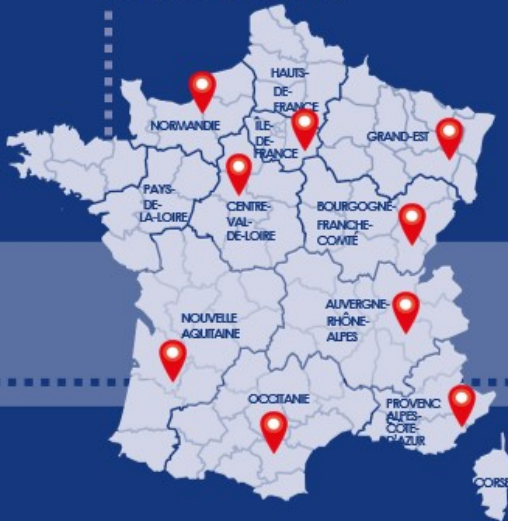 HAUTS-
DE-
FRANCE
NORMANDIE
ÎLE
DE-
FRANCE
GRAND-EST
PAYS-
DE-
LA-LOIRE
CENTRE-
VAL-
DE-LOIRE
BOURGOGNE-
FRANCHE-
COMTÉ
NOUVELLE
AQUITAINE
AUVERGNE-
RHÔNE-
ALPES
OCCITANIE
PROVENC
ALPES-
COTE-
D'AZUR
CORSE